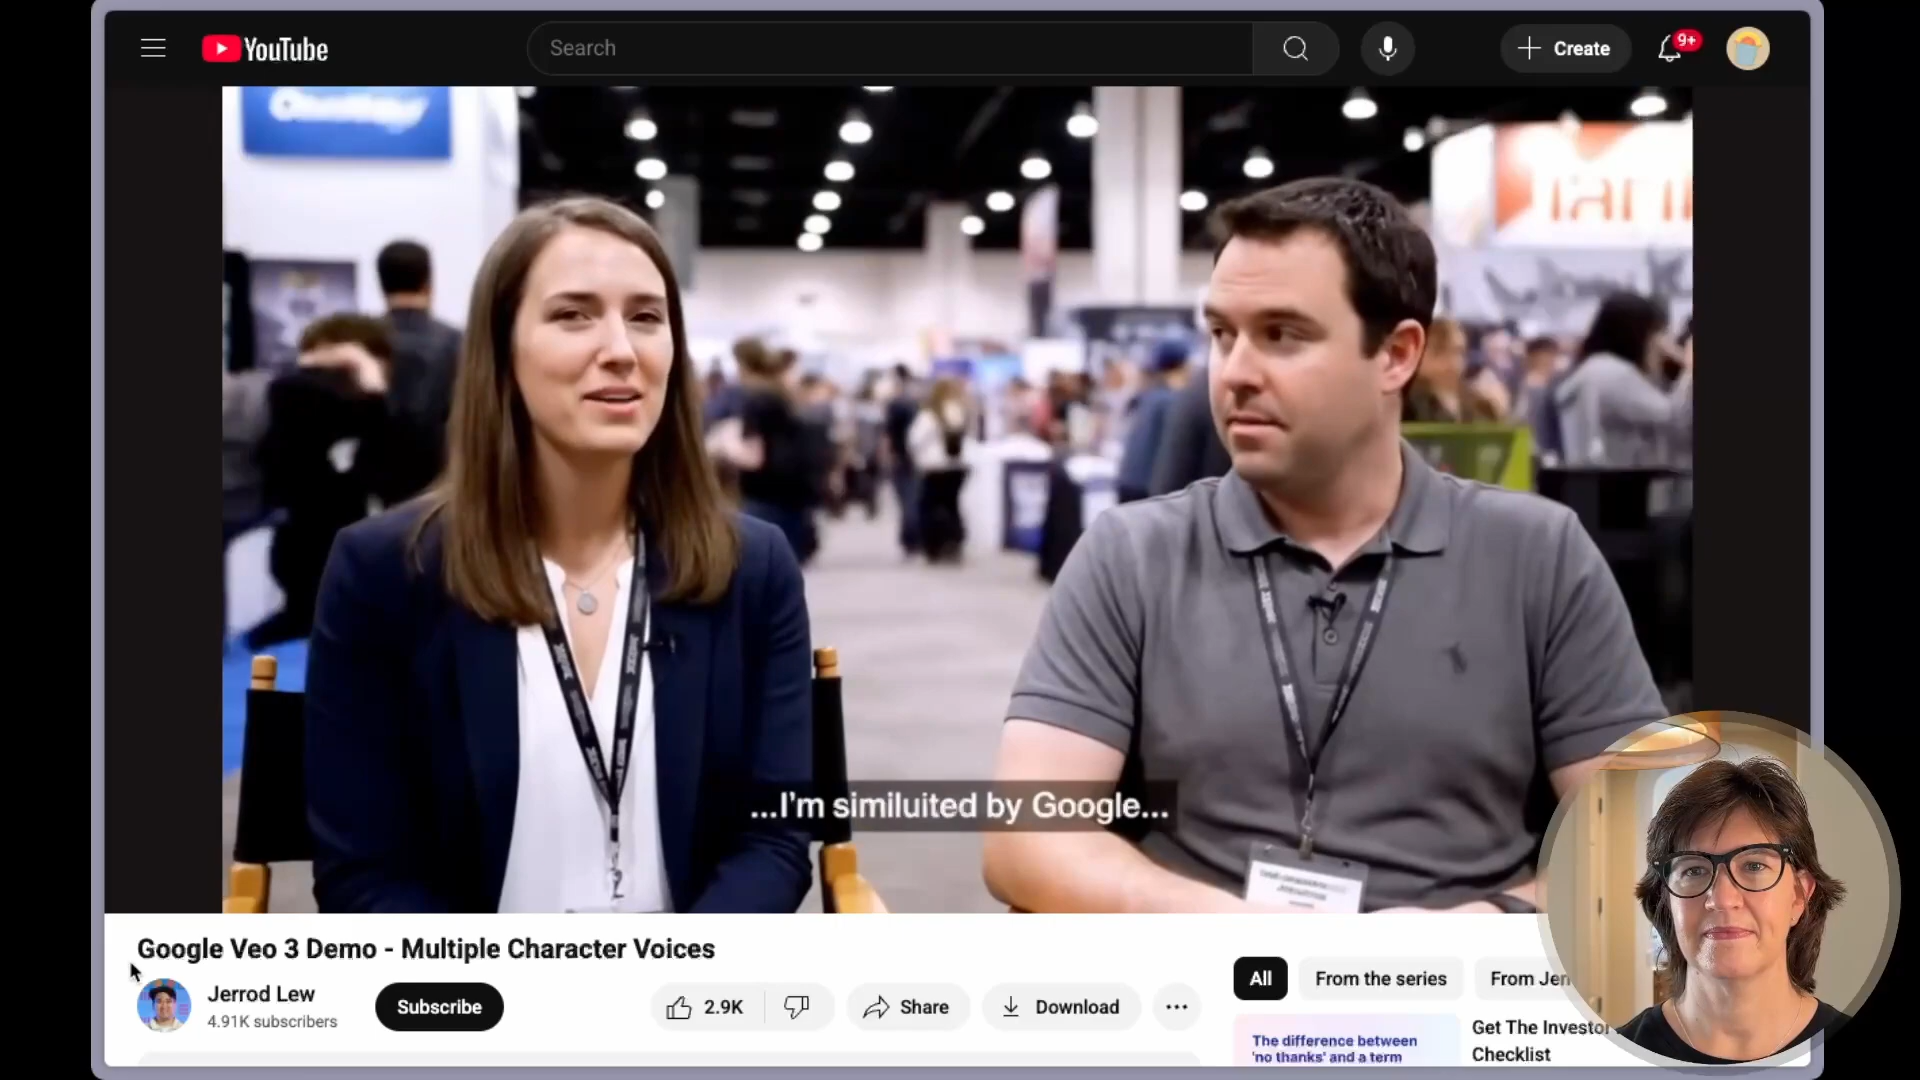 YouTube
Search
Create
9+
...I'm similuited by Google...
Google Veo 3 Demo - Multiple Character Voices
Jerrod Lew
4.91K subscribers
Subscribe
2.9K
Share
Download
All
From the series
From Jer
The difference between
'no thanks' and a term
Get The Investor
Checklist